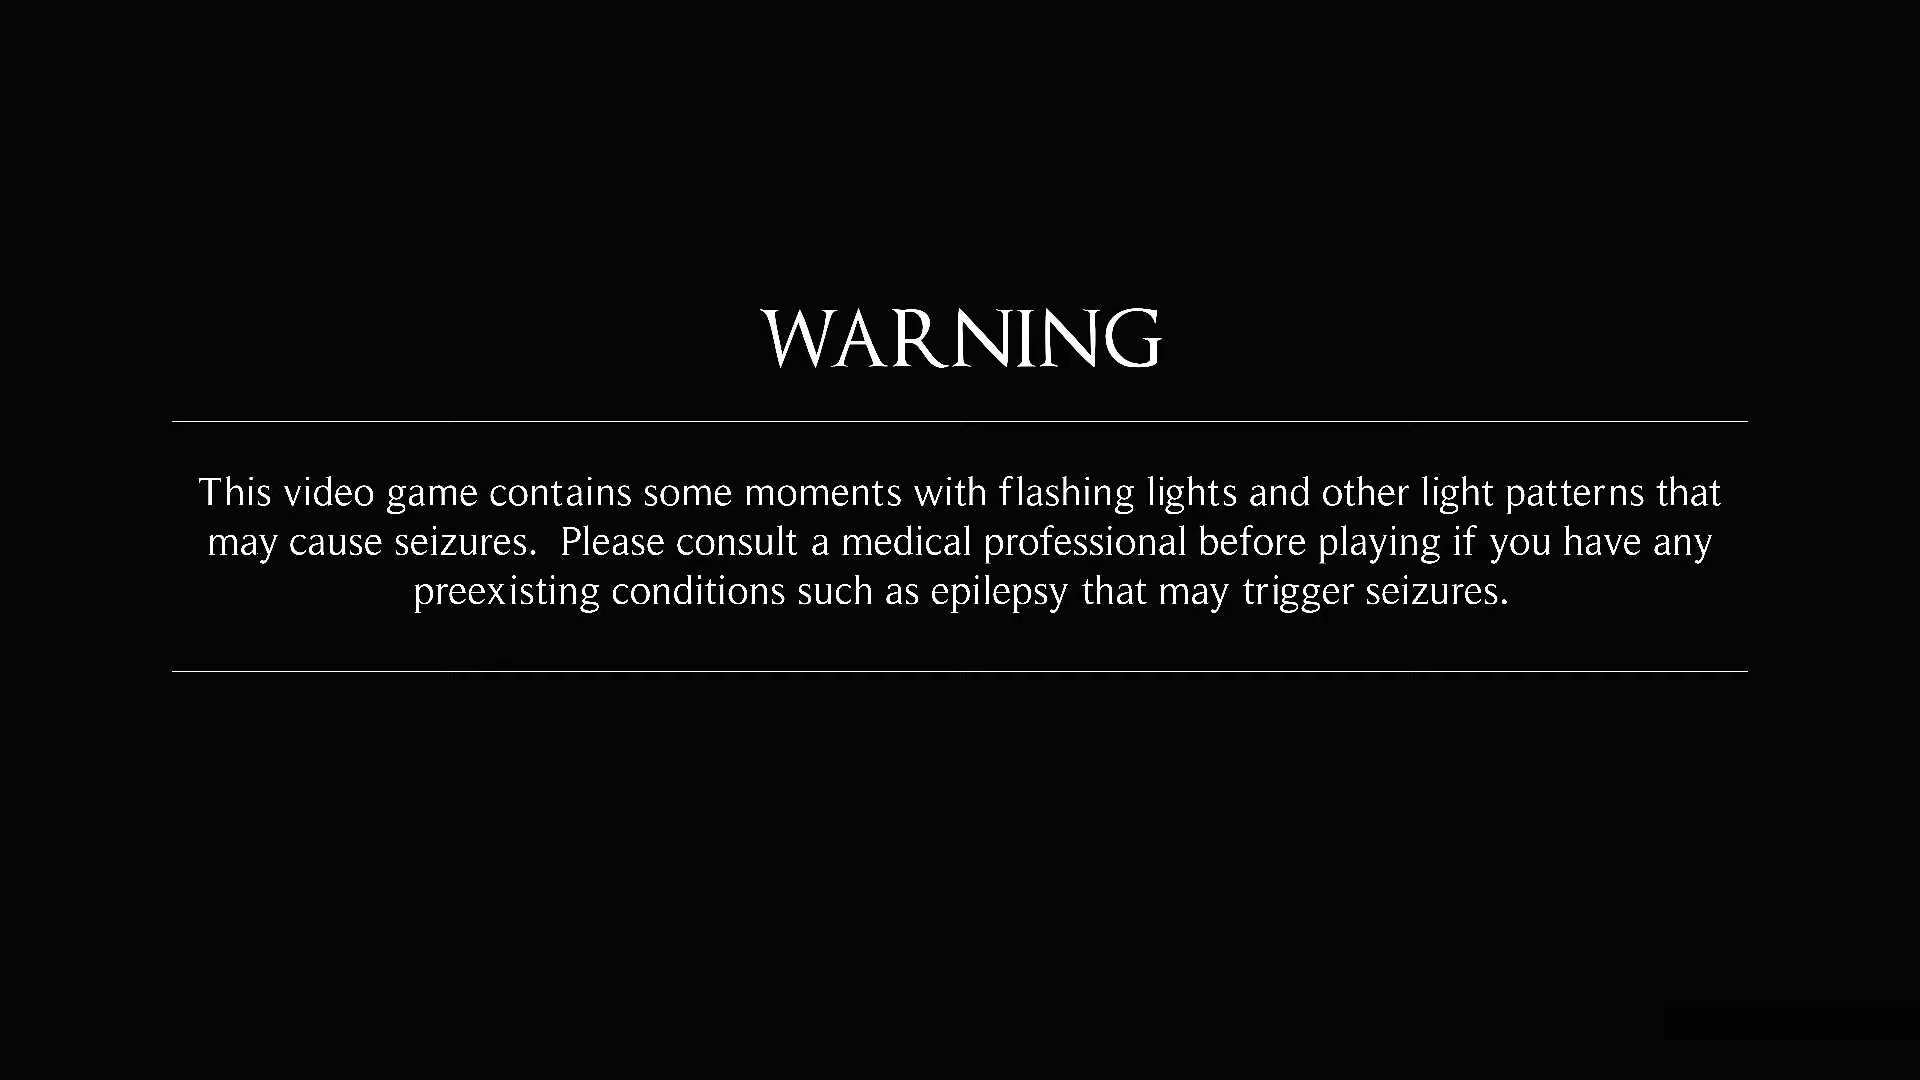 WARNING
This video game contains some moments with flashing lights and other light patterns that
may cause seizures.  Please consult a medical professional before playing if you have any
preexisting conditions such as epilepsy that may trigger seizures.